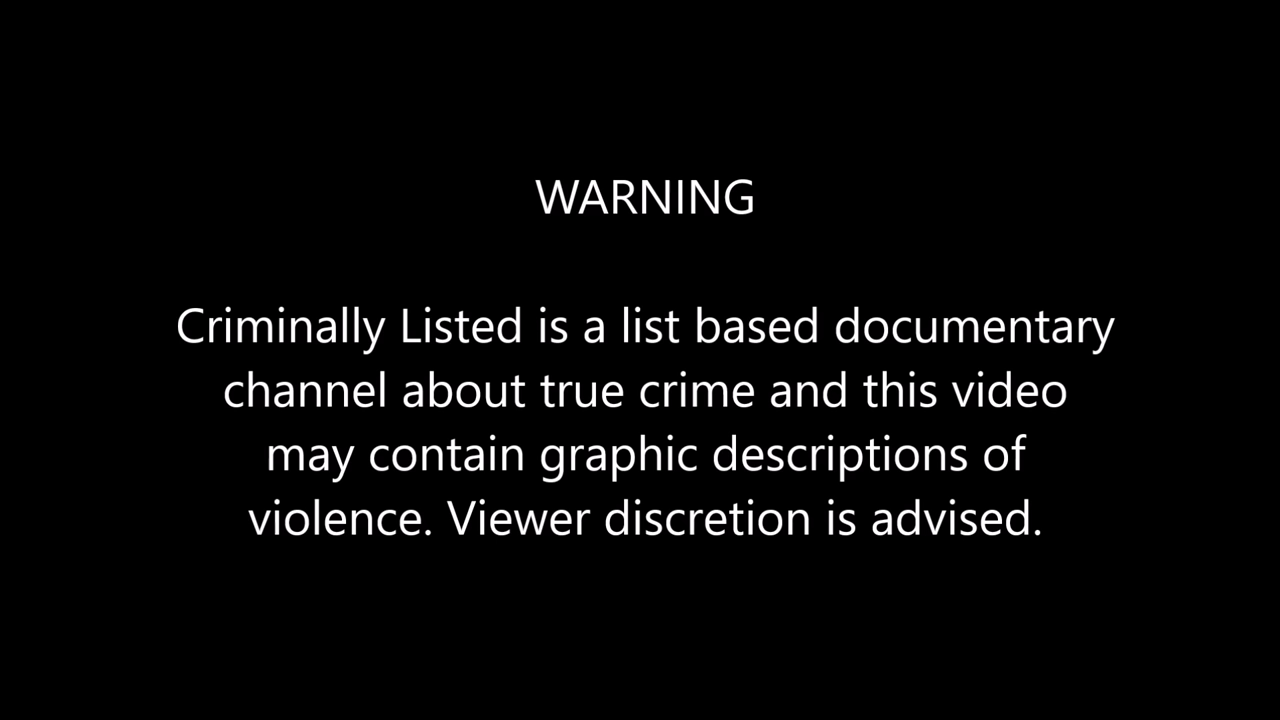 WARNING
Criminally Listed is a list based documentary
channel about true crime and this video
may contain graphic descriptions of
violence. Viewer discretion is advised.